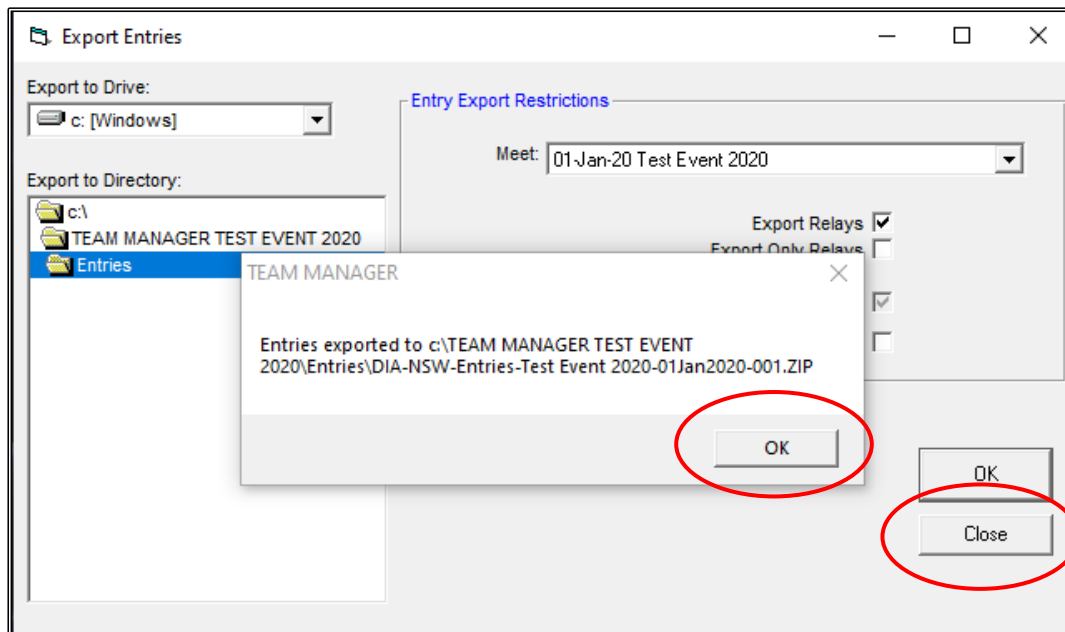 Export Entries
Export to Drive:
c: [Windows]
Export to Directory:
c:\
TEAM MANAGER TEST EVENT 2020
Entries
Entry Export Restrictions
Meet: 01-Jan-20 Test Event 2020
Export Relays
Export Only Relays
TEAM MANAGER
Entries exported to c:\TEAM MANAGER TEST EVENT
2020\Entries\DIA-NSW-Entries-Test Event 2020-01Jan2020-001.ZIP
OK
OK
Close